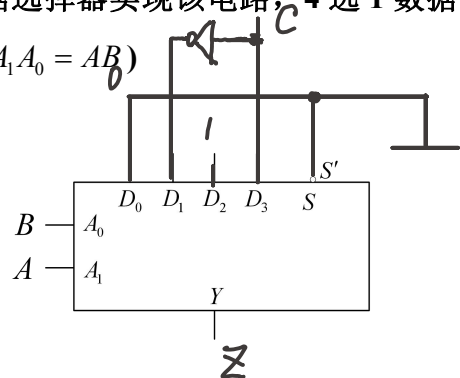 据选择器实现该电路，4 选 1 数据
A₁A₀ = AB)
C
0
1
S'
D₀ D₁ D₂ D₃ S
B A₀
A A₁
Y
Z